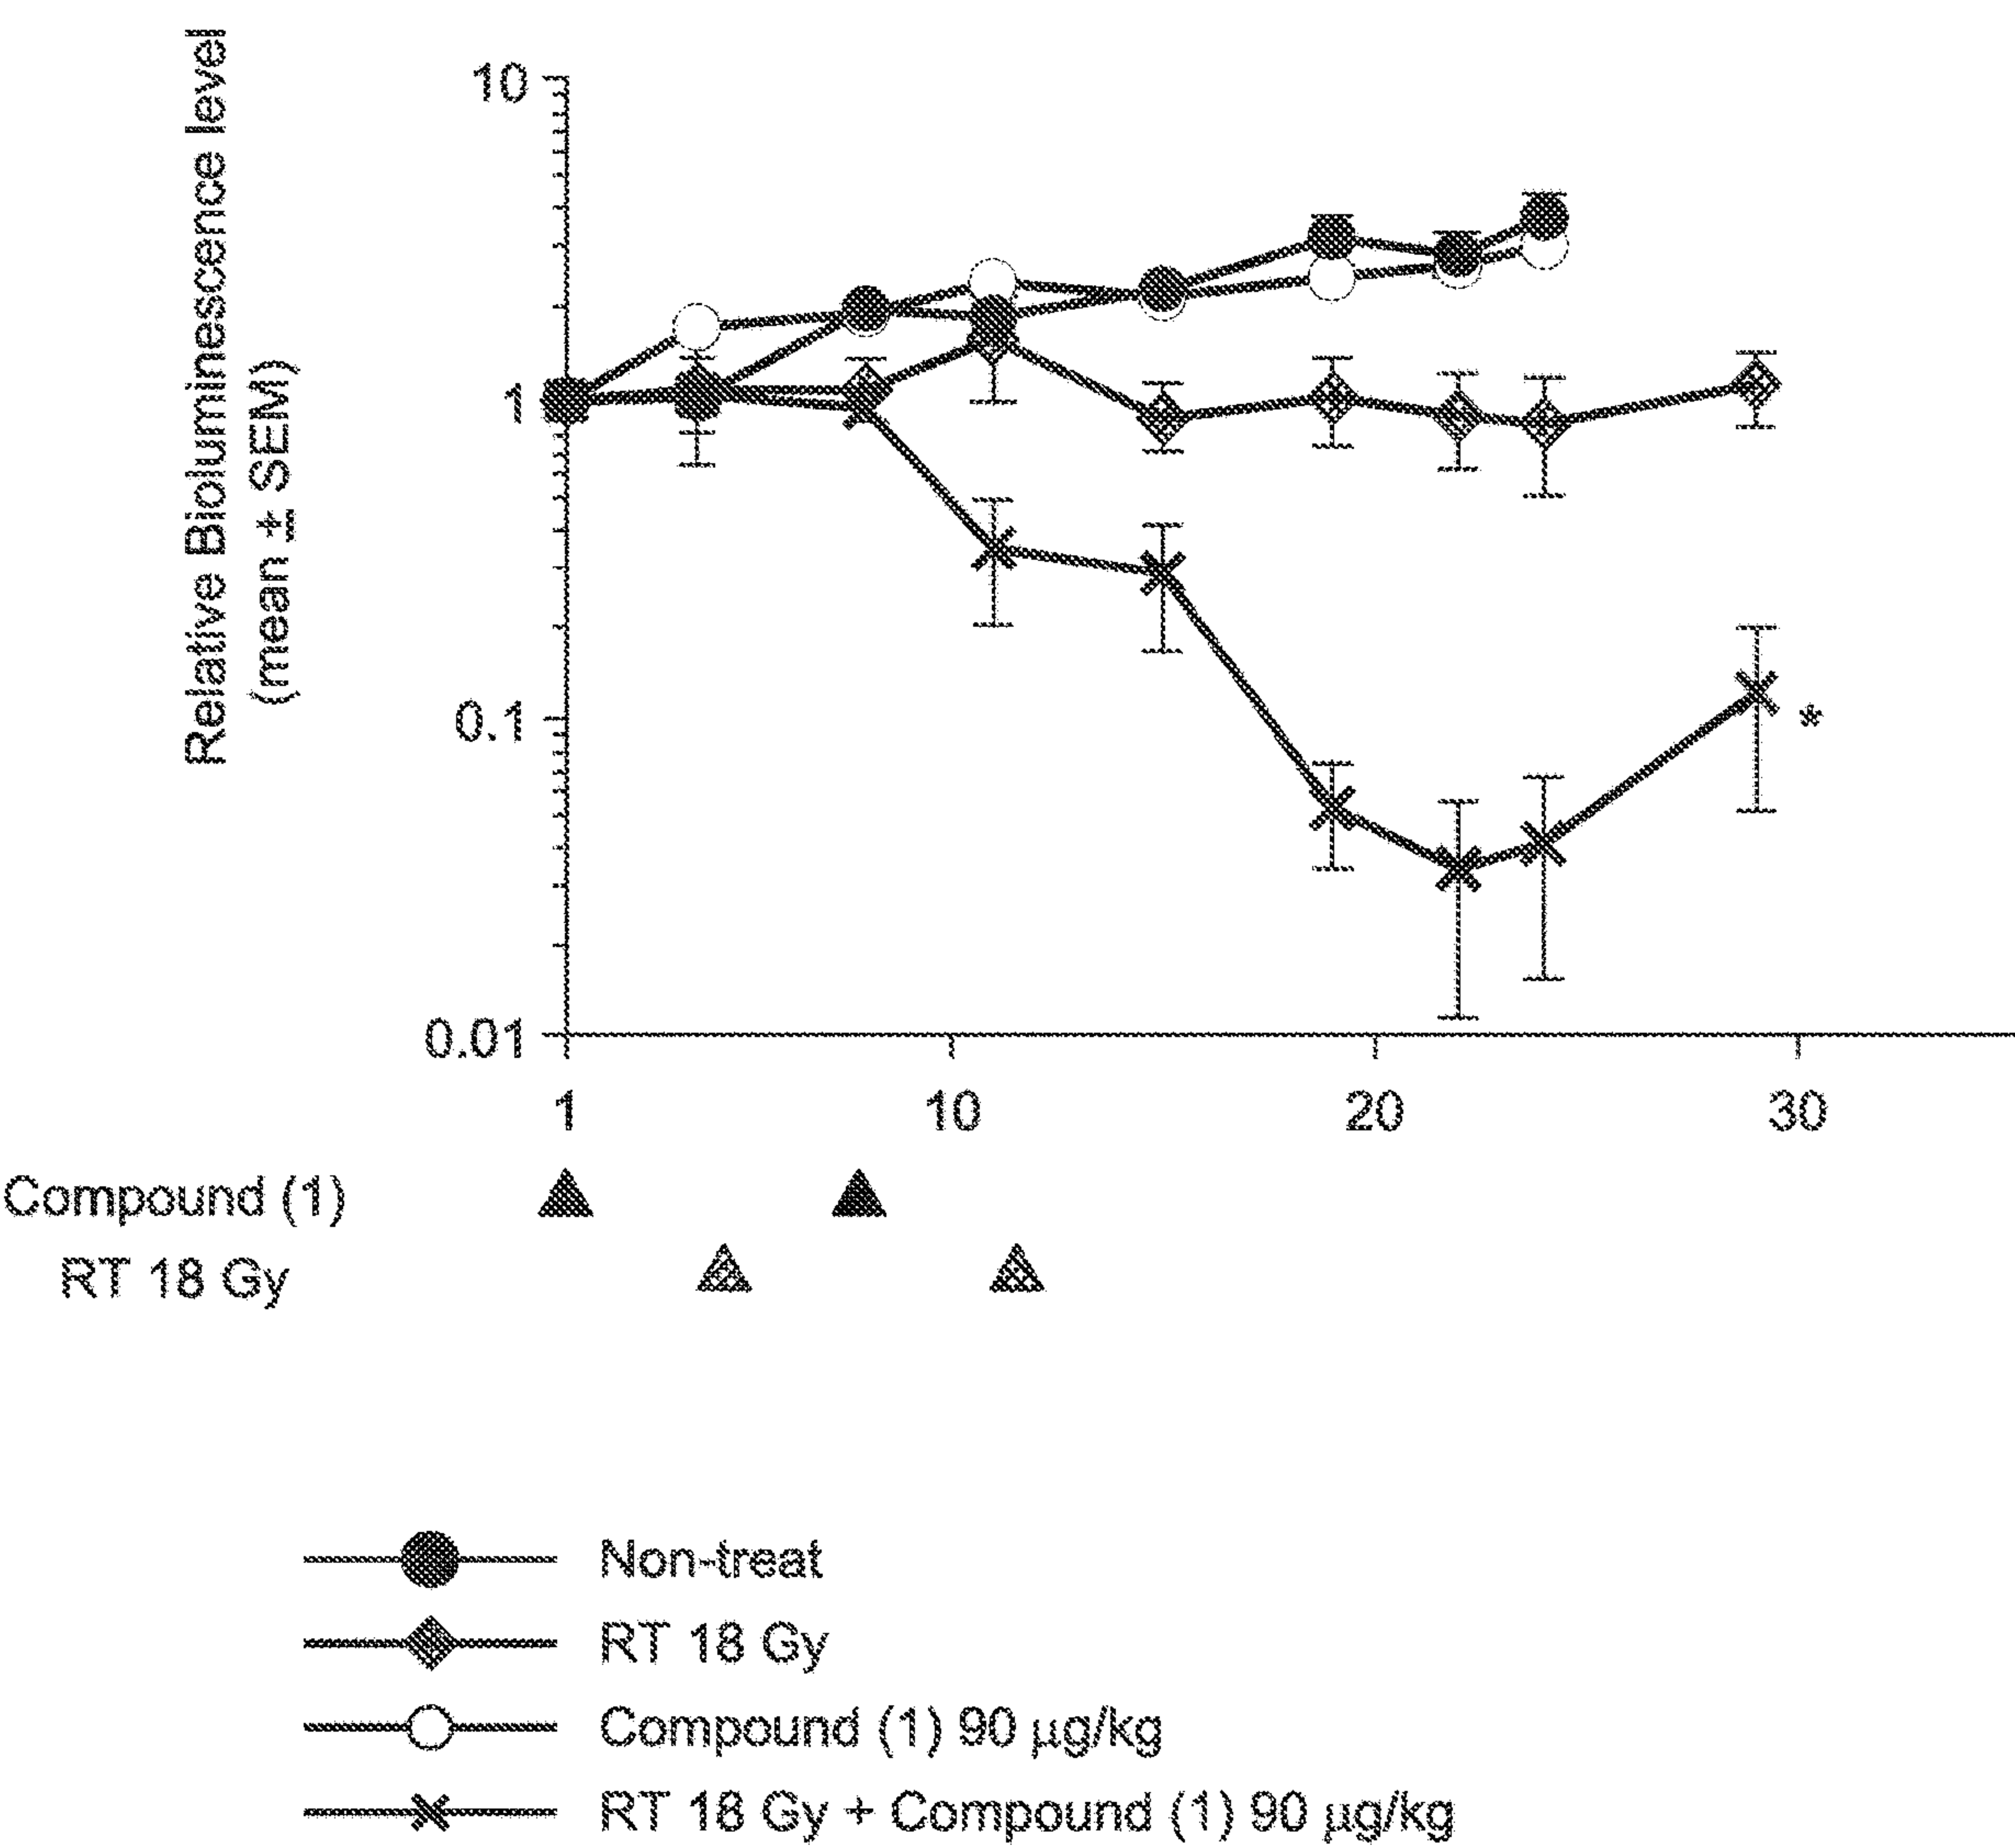 Relative Bioluminescence level
(mean ± SEM)
10
1
0.1
0.01
*
1 10 20 30
Compound (1)
RT 18 Gy
Non-treat
RT 18 Gy
Compound (1) 90 μg/kg
RT 18 Gy + Compound (1) 90 μg/kg